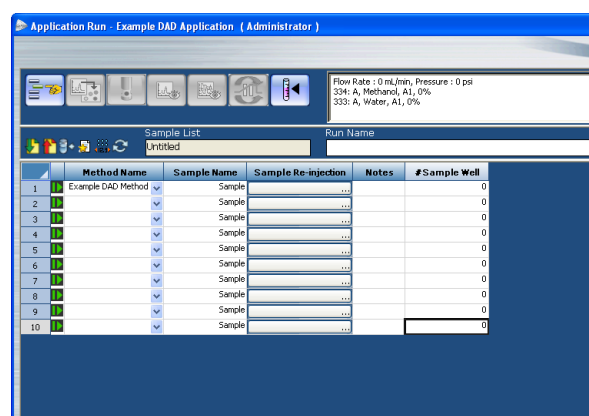 Application Run - Example DAD Application ( Administrator )
Flow Rate : 0 mL/min, Pressure : 0 psi
334: A, Methanol, A1, 0%
333: A, Water, A1, 0%
Sample List Run Name
Untitled
Method Name Sample Name Sample Re-injection Notes #Sample Well
1 Example DAD Method Sample ... 0
2 Sample ... 0
3 Sample ... 0
4 Sample ... 0
5 Sample ... 0
6 Sample ... 0
7 Sample ... 0
8 Sample ... 0
9 Sample ... 0
10 Sample ... 0